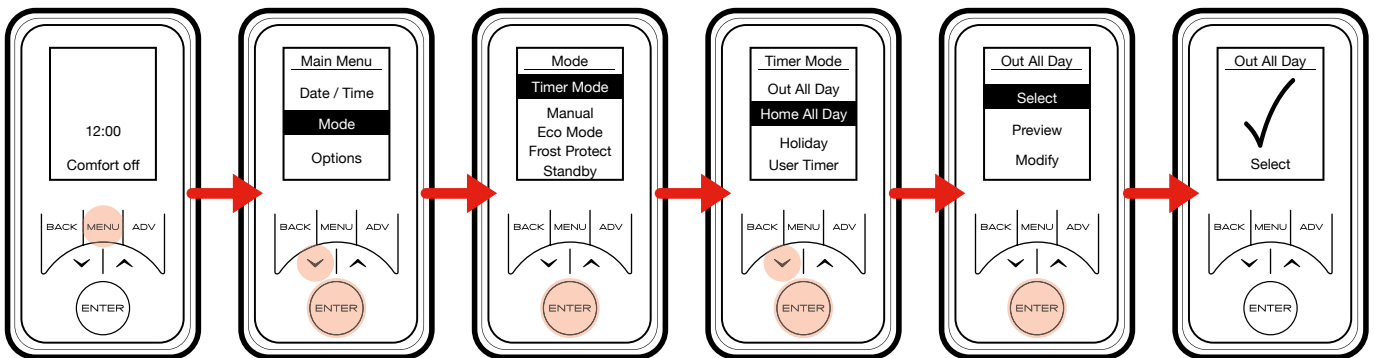 12:00
Comfort off
BACK MENU ADV
ENTER
Main Menu
Date / Time
Mode
Options
BACK MENU ADV
ENTER
Mode
Timer Mode
Manual
Eco Mode
Frost Protect
Standby
BACK MENU ADV
ENTER
Timer Mode
Out All Day
Home All Day
Holiday
User Timer
BACK MENU ADV
ENTER
Out All Day
Select
Preview
Modify
BACK MENU ADV
ENTER
Out All Day
Select
BACK MENU ADV
ENTER